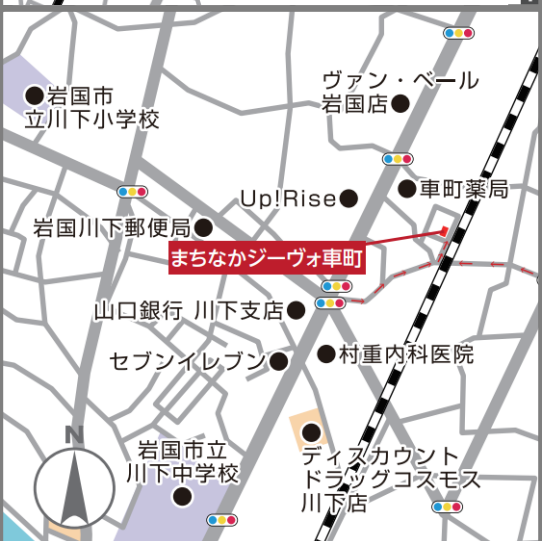 ヴァン・ベール
岩国店
岩国市
立川下小学校
車町薬局
Up!Rise
岩国川下郵便局
まちなかジーヴォ車町
山口銀行 川下支店
セブンイレブン
村重内科医院
N
岩国市立
川下中学校
ディスカウント
ドラッグコスモス
川下店